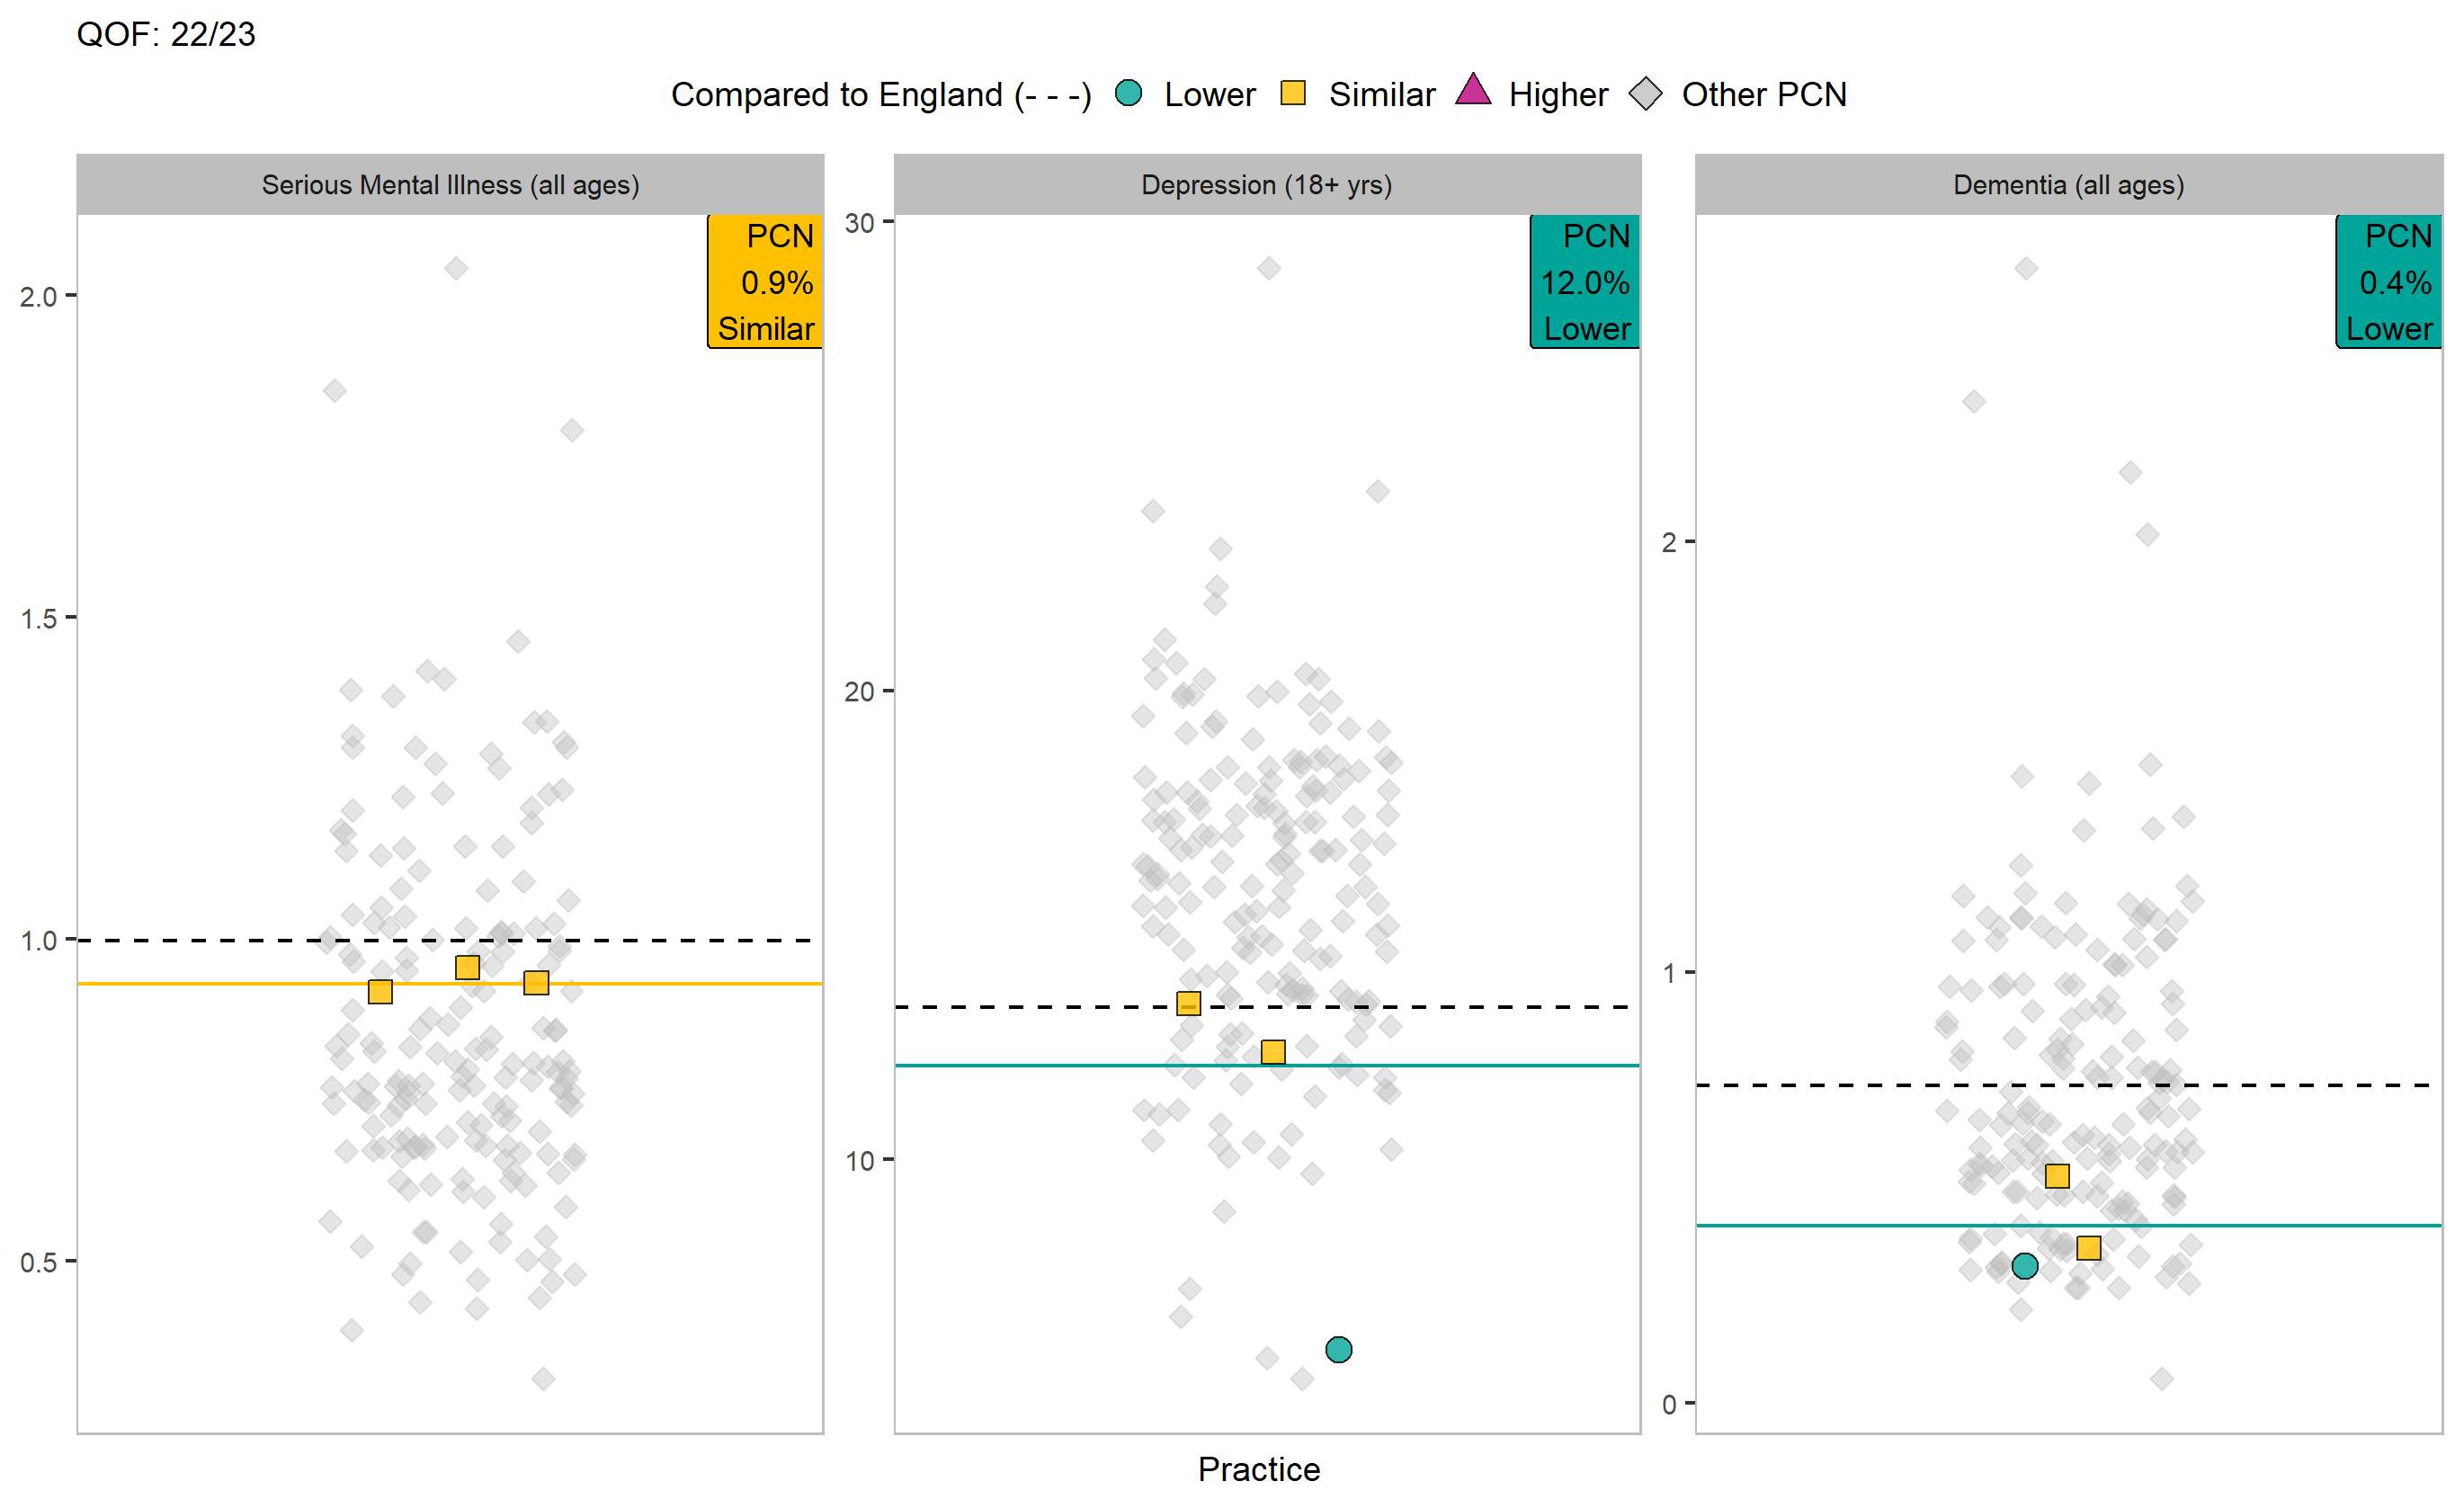 QOF: 22/23
Compared to England (- - -) Lower Similar Higher Other PCN
Serious Mental Illness (all ages)
PCN
0.9%
Similar
2.0
1.5
1.0
0.5
Depression (18+ yrs)
PCN
12.0%
Lower
30
20
10
Dementia (all ages)
PCN
0.4%
Lower
2
1
0
Practice